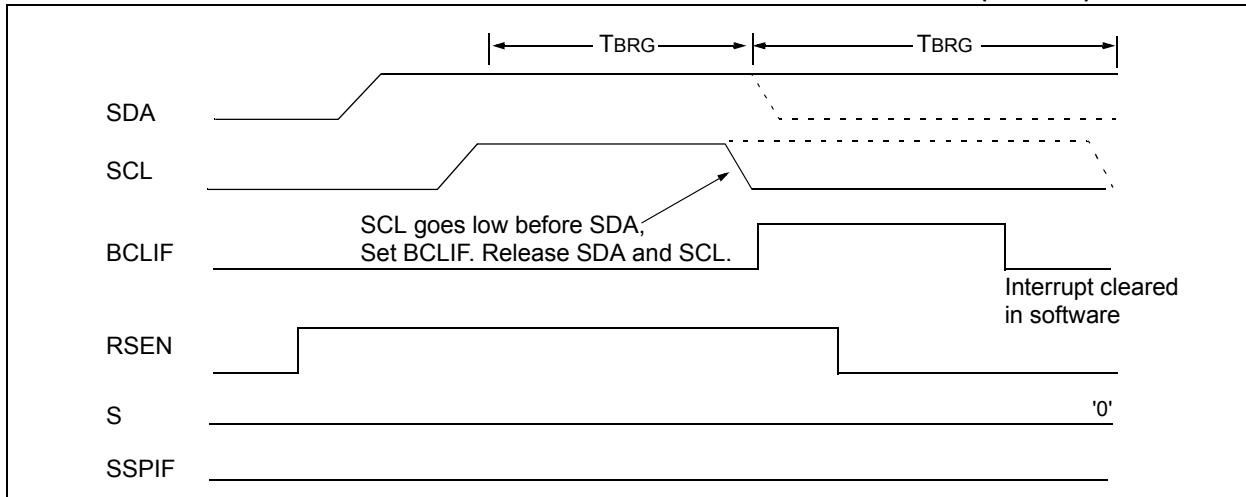 TBRG TBRG
SDA
SCL
SCL goes low before SDA,
Set BCLIF. Release SDA and SCL.
BCLIF
Interrupt cleared
in software
RSEN
S '0'
SSPIF